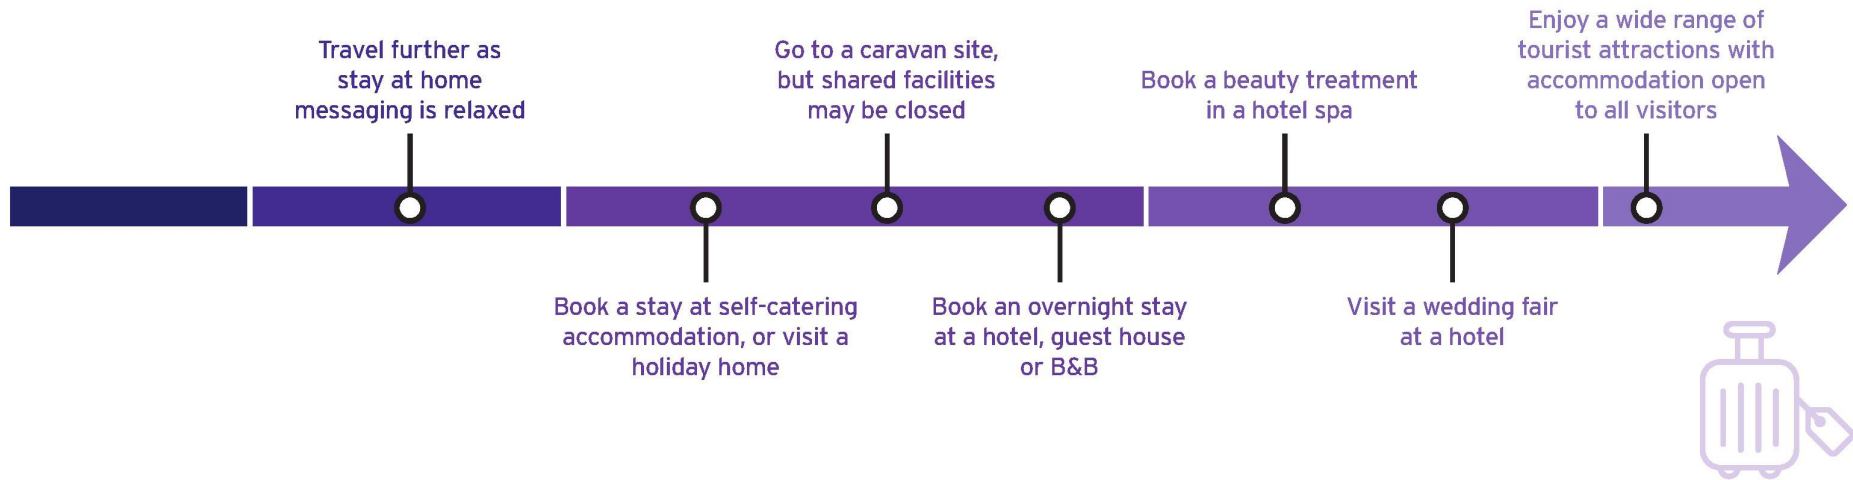 Travel further as
stay at home
messaging is relaxed
Book a stay at self-catering
accommodation, or visit a
holiday home
Go to a caravan site,
but shared facilities
may be closed
Book an overnight stay
at a hotel, guest house
or B&B
Book a beauty treatment
in a hotel spa
Visit a wedding fair
at a hotel
Enjoy a wide range of
tourist attractions with
accommodation open
to all visitors